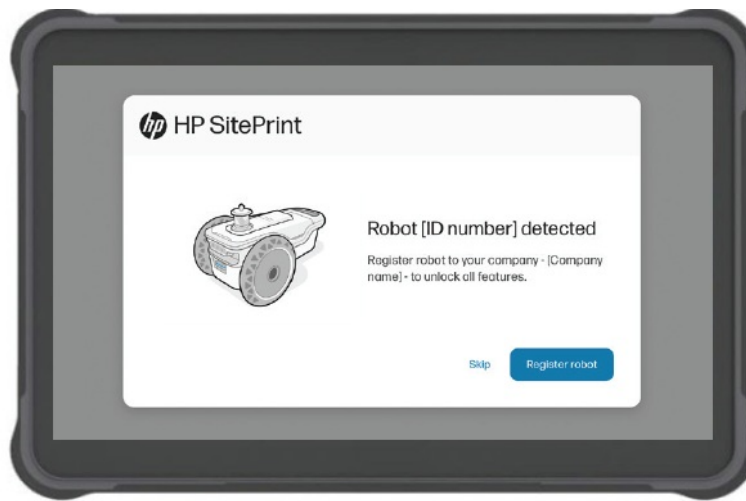 hp HP SitePrint
Robot [ID number] detected
Register robot to your company - [Company
name] - to unlock all features.
Skip
Register robot